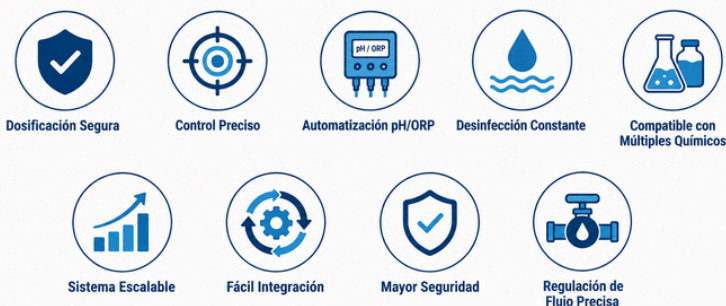 pH / ORP
Dosificación Segura
Control Preciso
Automatización pH/ORP
Desinfección Constante
Compatible con
Múltiples Químicos
Sistema Escalable
Fácil Integración
Mayor Seguridad
Regulación de
Flujo Precisa